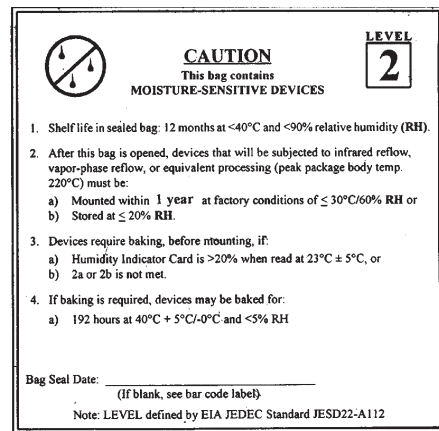 LEVEL
2
CAUTION
This bag contains
MOISTURE-SENSITIVE DEVICES
1. Shelf life in sealed bag: 12 months at <40°C and <90% relative humidity (RH).
2. After this bag is opened, devices that will be subjected to infrared reflow,
vapor-phase reflow, or equivalent processing (peak package body temp.
220°C) must be:
a) Mounted within 1 year at factory conditions of ≤ 30°C/60% RH or
b) Stored at ≤ 20% RH.
3. Devices require baking, before mounting, if:
a) Humidity Indicator Card is >20% when read at 23°C ± 5°C, or
b) 2a or 2b is not met.
4. If baking is required, devices may be baked for:
a) 192 hours at 40°C + 5°C/-0°C and <5% RH
Bag Seal Date:
(If blank, see bar code label)
Note: LEVEL defined by EIA JEDEC Standard JESD22-A112